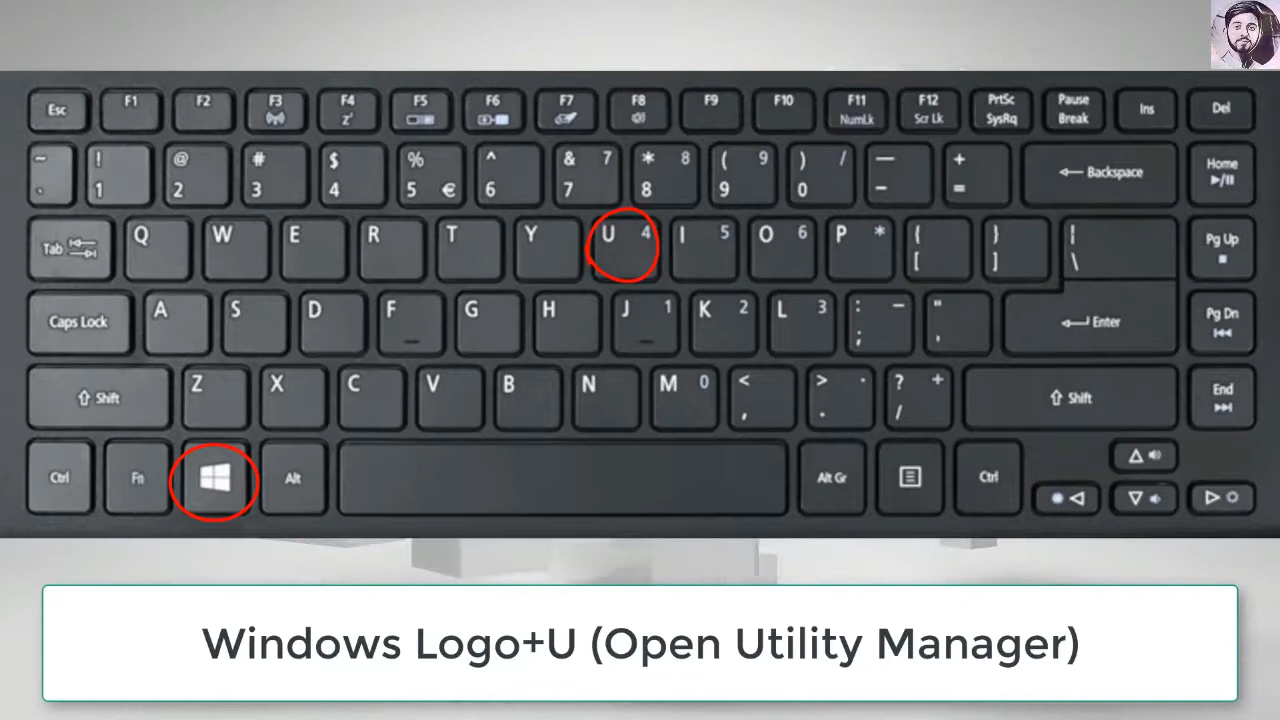 Esc F1 F2 F3 F4 F5 F6 F7 F8 F9 F10 F11 F12 PrtSc Pause Ins Del
zᶻ NumLk Scr Lk SysRq Break
~ ! @ # $ % ^ & 7 * 8 ( 9 ) / — + Backspace Home
1 2 3 4 5 € 6 7 8 9 0 - =
Tab Q W E R T Y U 4 I 5 O 6 P * { } | Pg Up
[ ] \
Caps Lock A S D F G H J 1 K 2 L 3 : - " Enter Pg Dn
; '
Shift Z X C V B N M 0 < > . ? + Shift End
, . /
Ctrl Fn Alt Alt Gr Ctrl
Windows Logo+U (Open Utility Manager)